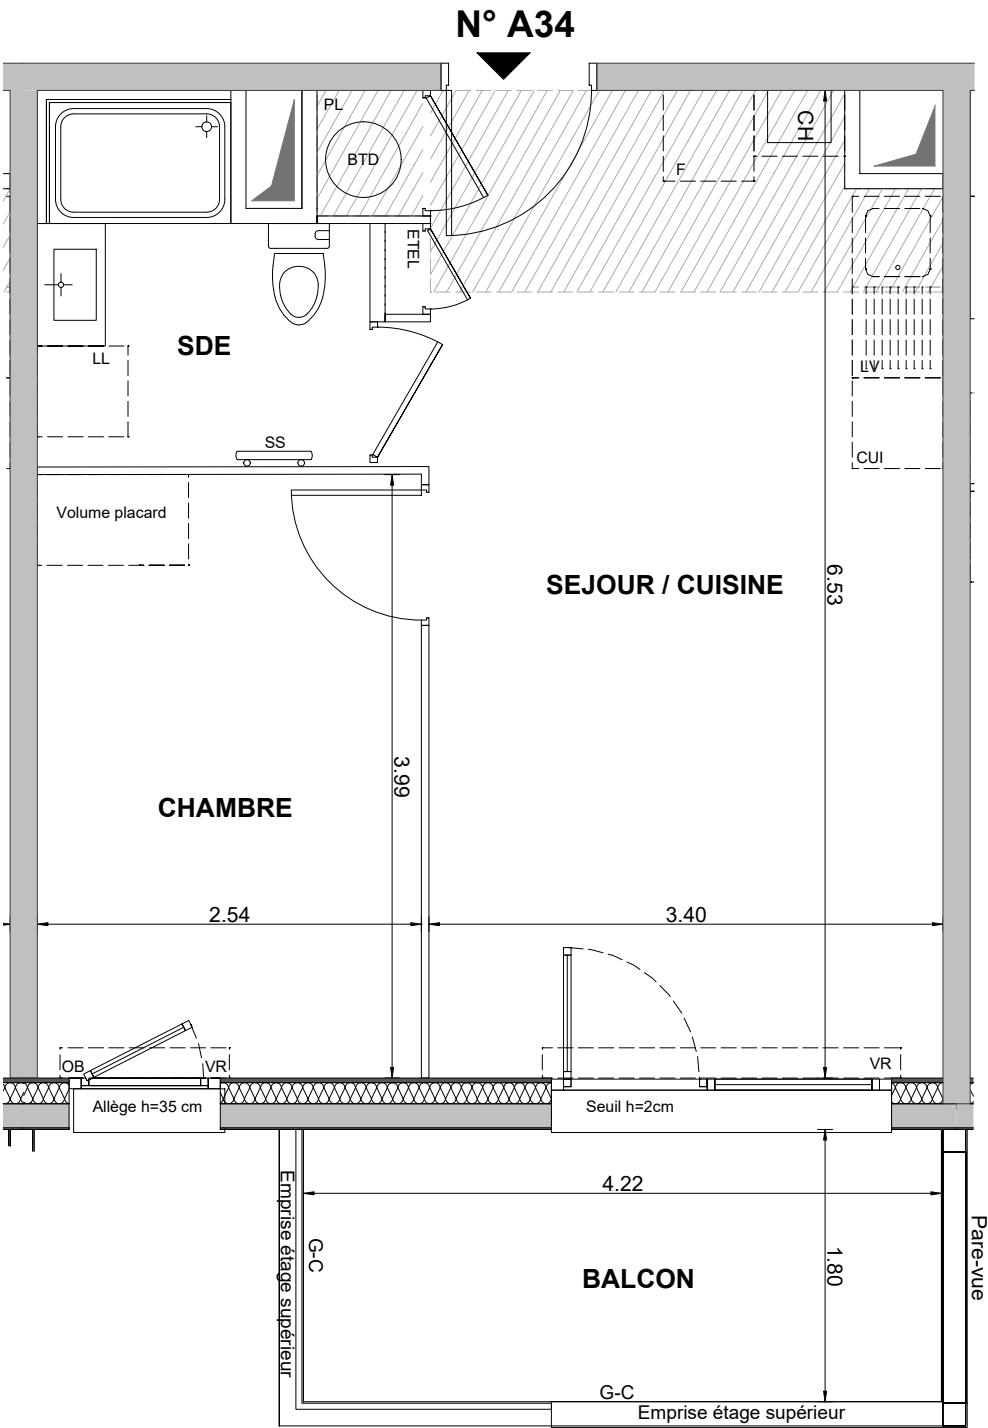 N° A34
PL
BTD
F
CH
ETEL
SDE
LL
LV
SS
CUI
Volume placard
SEJOUR / CUISINE
6.53
3.99
CHAMBRE
2.54
3.40
OB
VR
VR
Allège h=35 cm
Seuil h=2cm
Emprise étage supérieur
G-C
4.22
1.80
Pare-vue
BALCON
G-C
Emprise étage supérieur